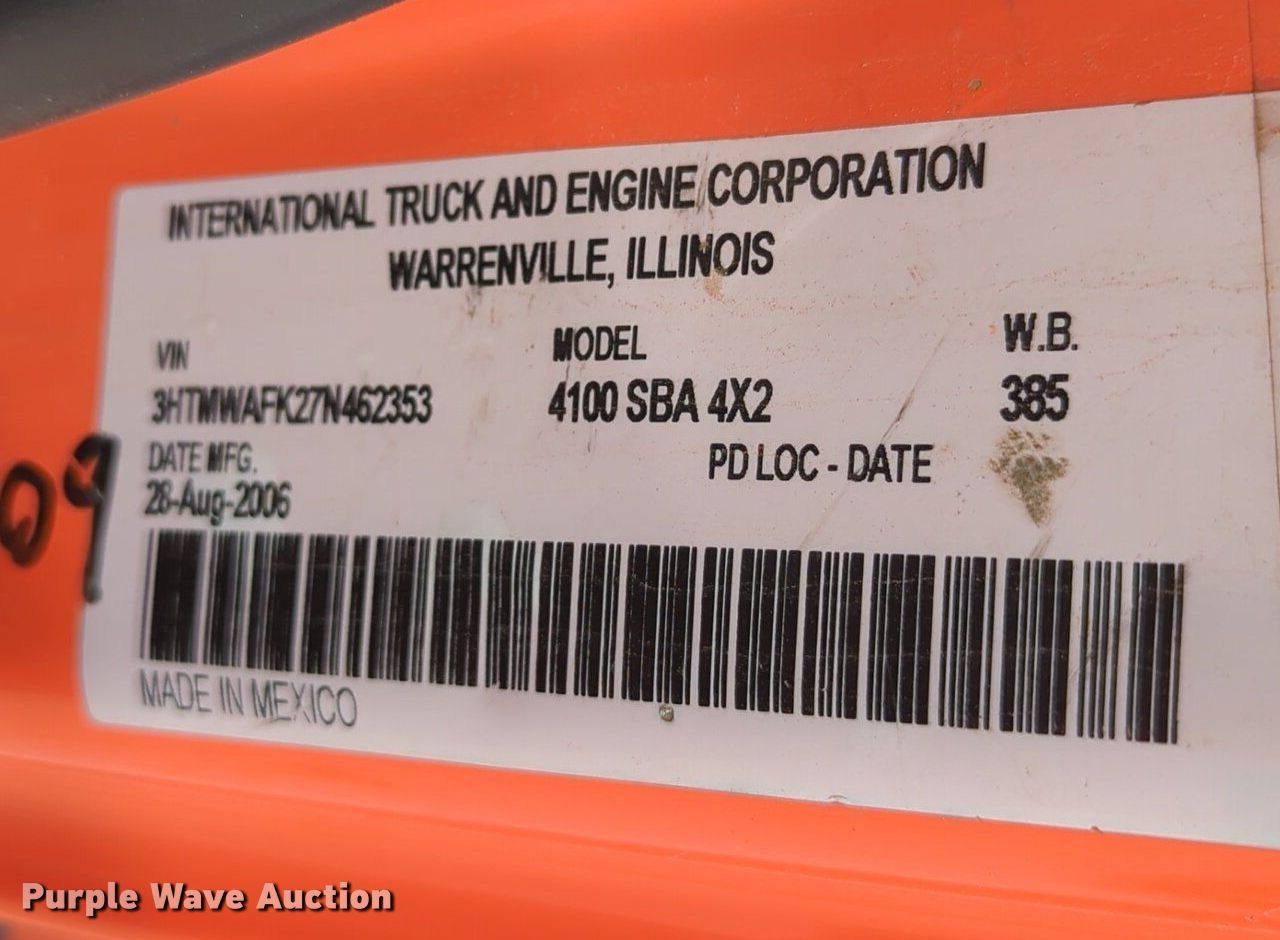 INTERNATIONAL TRUCK AND ENGINE CORPORATION
WARRENVILLE, ILLINOIS
VIN MODEL W.B.
3HTMWAFK27N462353 4100 SBA 4X2 385
DATE MFG. PD LOC - DATE
28-Aug-2006
09
MADE IN MEXICO
Purple Wave Auction